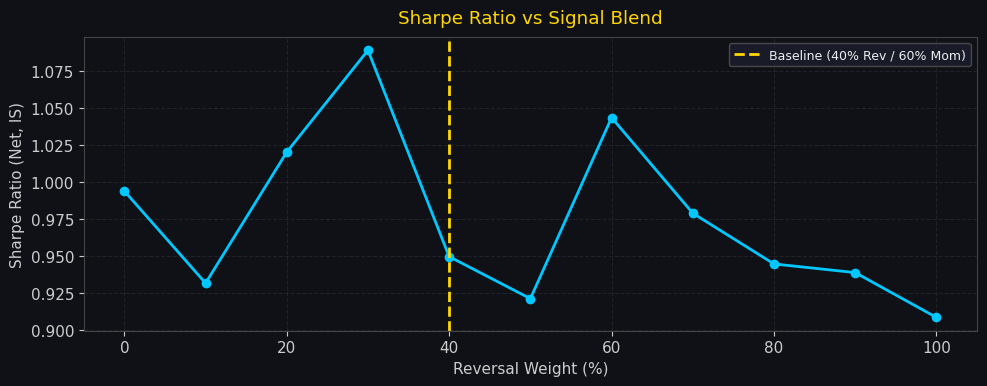 Sharpe Ratio vs Signal Blend
Baseline (40% Rev / 60% Mom)
Sharpe Ratio (Net, IS)
1.075
1.050
1.025
1.000
0.975
0.950
0.925
0.900
0 20 40 60 80 100
Reversal Weight (%)